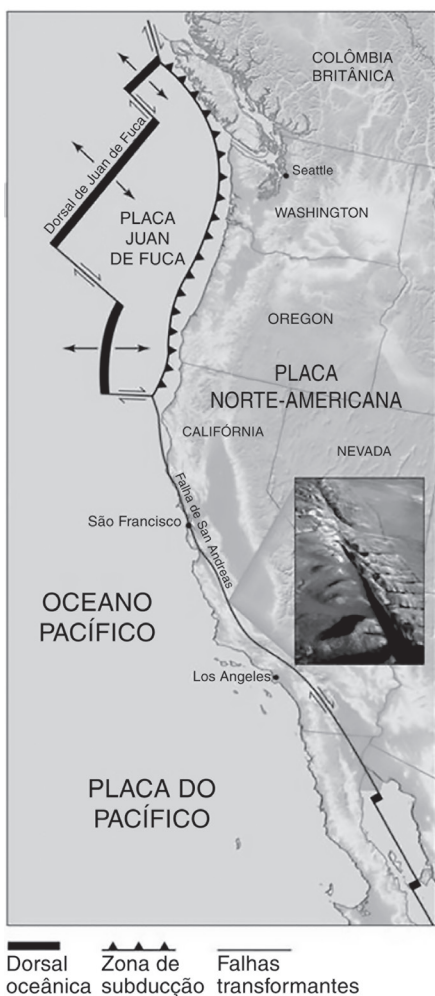 COLÔMBIA
BRITÂNICA
Dorsal de Juan de Fuca
Seattle
WASHINGTON
PLACA
JUAN
DE FUCA
OREGON
PLACA
NORTE-AMERICANA
CALIFÓRNIA
NEVADA
Falha de San Andreas
São Francisco
OCEANO
PACÍFICO
Los Angeles
PLACA DO
PACÍFICO
Dorsal
oceânica
Zona de
subducção
Falhas
transformantes